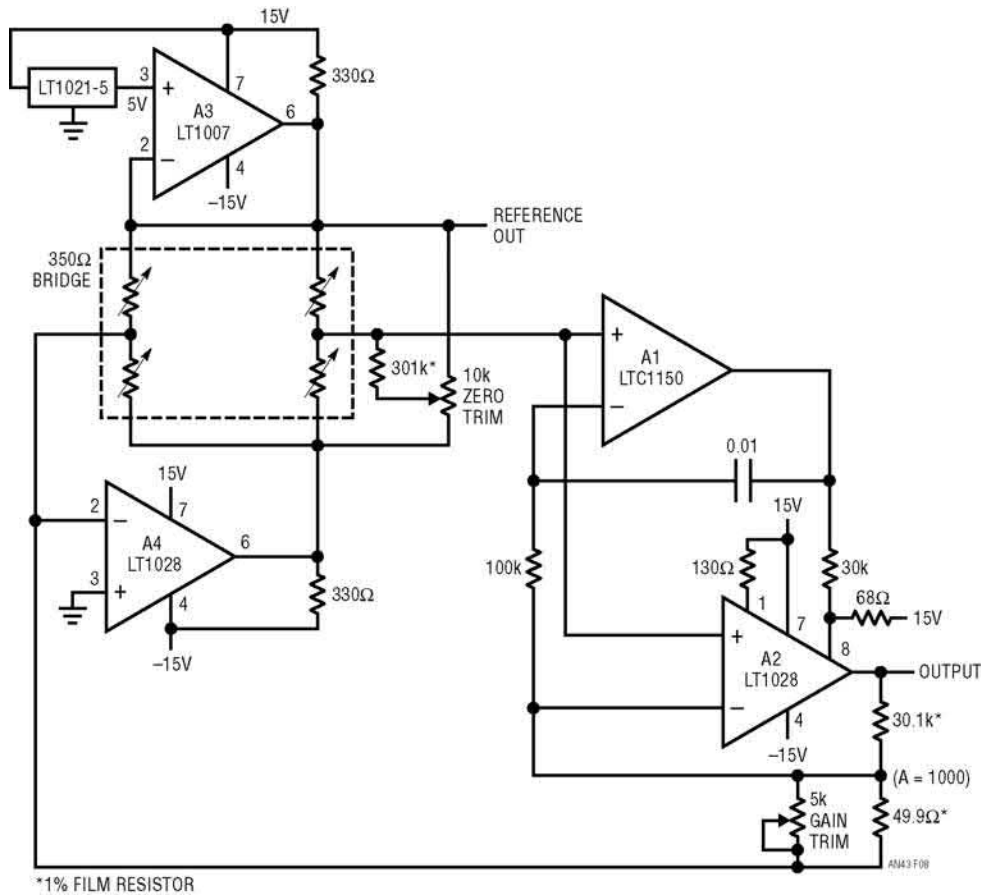 15V
LT1021-5
3
5V
+
A3
LT1007
7
6
330Ω
2
–
4
–15V
REFERENCE
OUT
350Ω
BRIDGE
301k*
10k
ZERO
TRIM
+
A1
LTC1150
–
0.01
15V
2
–
7
A4
LT1028
6
3
+
4
–15V
330Ω
100k
15V
130Ω
30k
68Ω
15V
1
7
8
+
A2
LT1028
–
4
–15V
OUTPUT
30.1k*
(A = 1000)
5k
GAIN
TRIM
49.9Ω*
AN43 F08
*1% FILM RESISTOR